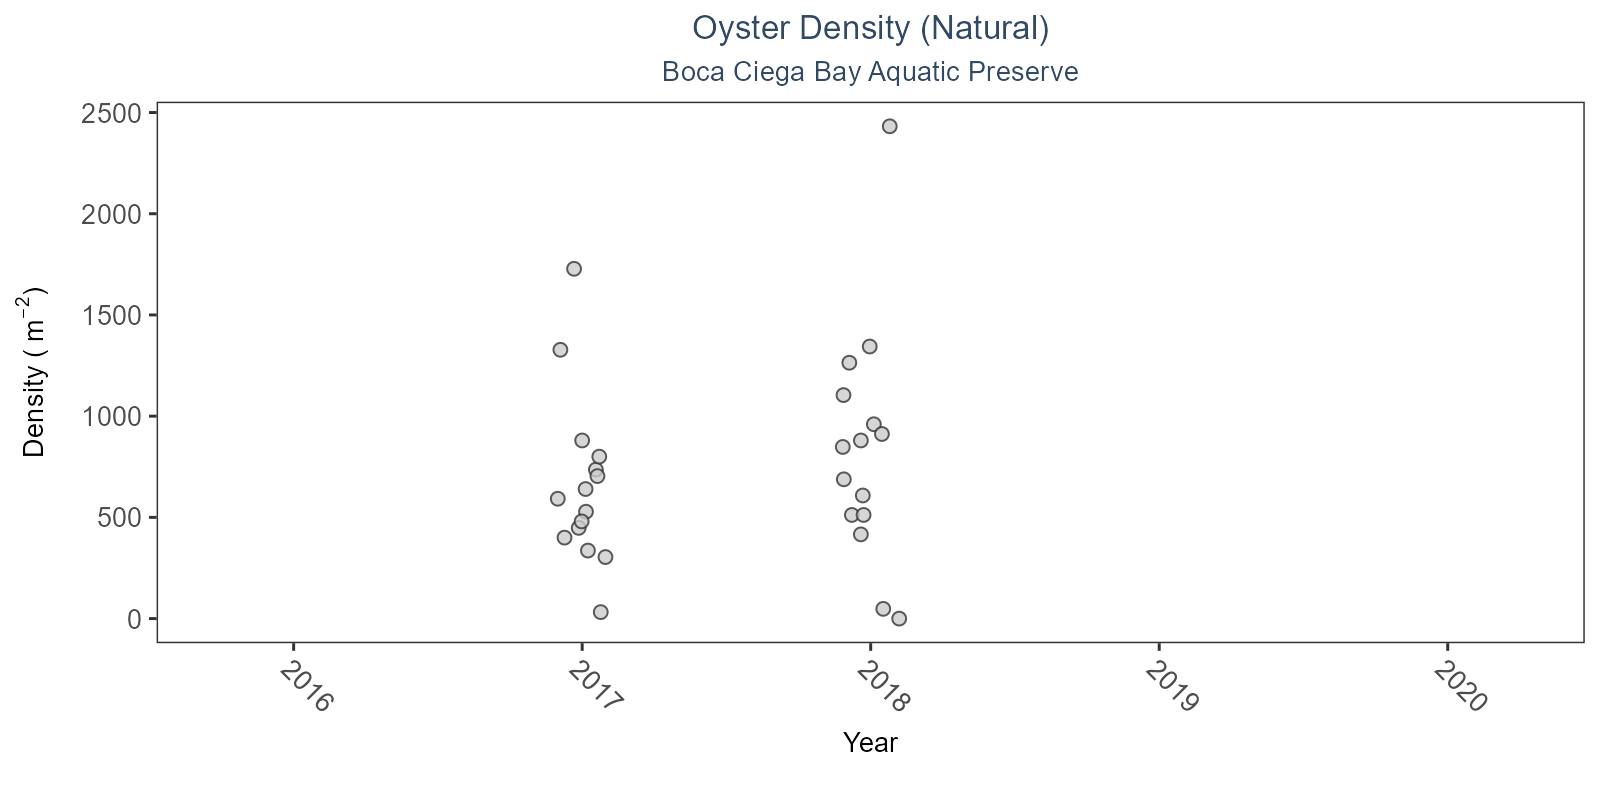 Oyster Density (Natural)
Boca Ciega Bay Aquatic Preserve
2500
2000
1500
1000
500
0
Density ( m⁻²)
2016 2017 2018 2019 2020
Year